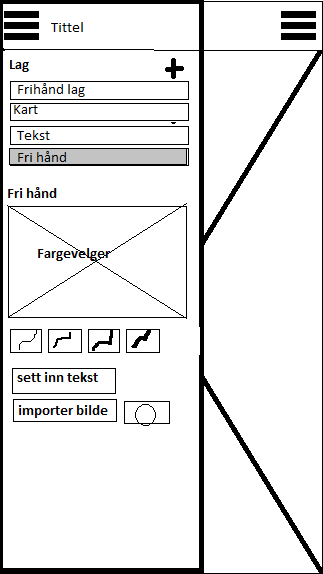 Tittel
Lag
Frihånd lag
Kart
Tekst
Fri hånd
Fri hånd
Fargevelger
sett inn tekst
importer bilde